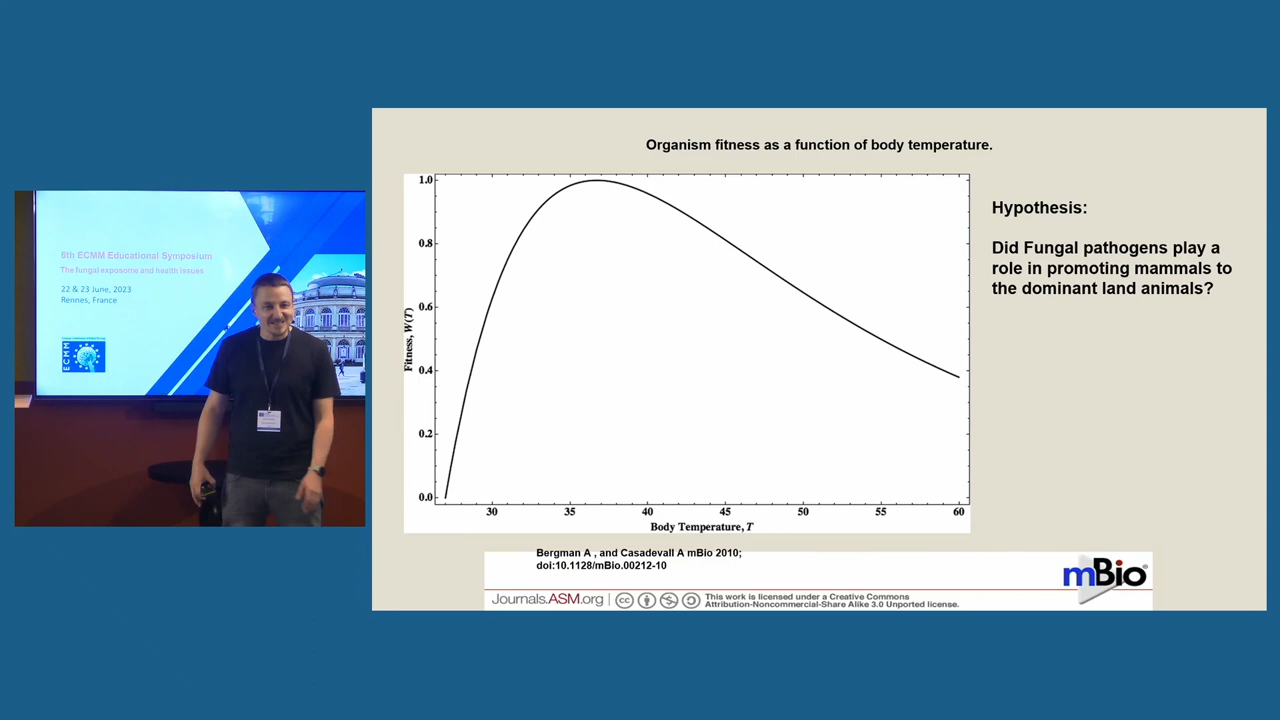 6th ECMM Educational Symposium
The fungal exposome and health issues
22 & 23 June, 2023
Rennes, France
ECMM
Organism fitness as a function of body temperature.
1.0
0.8
0.6
0.4
0.2
0.0
Fitness, W(T)
30
35
40
45
50
55
60
Body Temperature, T
Hypothesis:
Did Fungal pathogens play a
role in promoting mammals to
the dominant land animals?
Bergman A , and Casadevall A mBio 2010;
doi:10.1128/mBio.00212-10
mBio
Journals.ASM.org
cc
This work is licensed under a Creative Commons
Attribution-Noncommercial-Share Alike 3.0 Unported license.